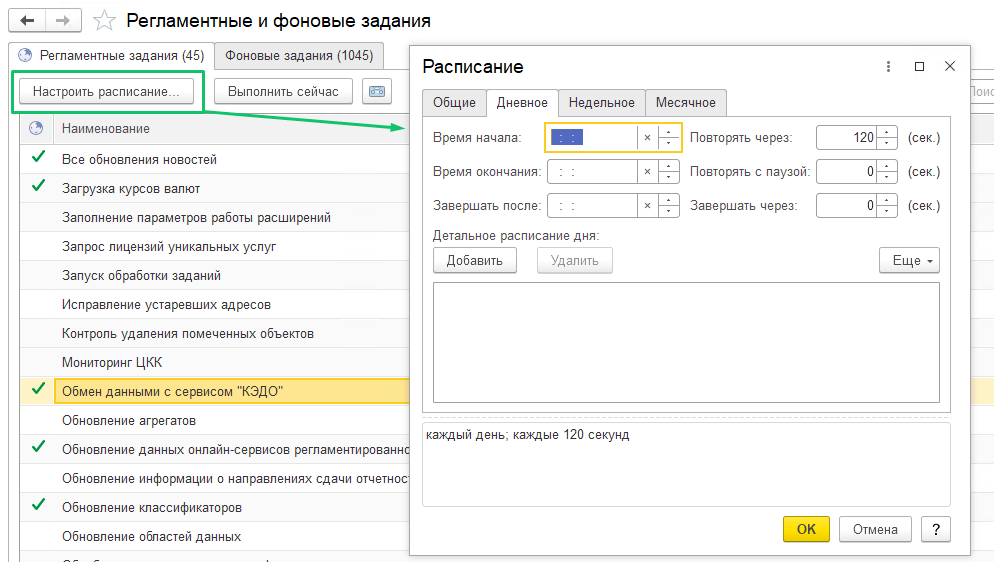 Регламентные и фоновые задания
Регламентные задания (45)
Фоновые задания (1045)
Настроить расписание...
Выполнить сейчас
Наименование
Все обновления новостей
Загрузка курсов валют
Заполнение параметров работы расширений
Запрос лицензий уникальных услуг
Запуск обработки заданий
Исправление устаревших адресов
Контроль удаления помеченных объектов
Мониторинг ЦКК
Обмен данными с сервисом "КЭДО"
Обновление агрегатов
Обновление данных онлайн-сервисов регламентированно
Обновление информации о направлениях сдачи отчетнос
Обновление классификаторов
Обновление областей данных
Расписание
Общие
Дневное
Недельное
Месячное
Время начала: : : × Повторять через: 120 (сек.)
Время окончания: : : × Повторять с паузой: 0 (сек.)
Завершать после: : : × Завершать через: 0 (сек.)
Детальное расписание дня:
Добавить
Удалить
Еще
каждый день; каждые 120 секунд
ОК
Отмена
?